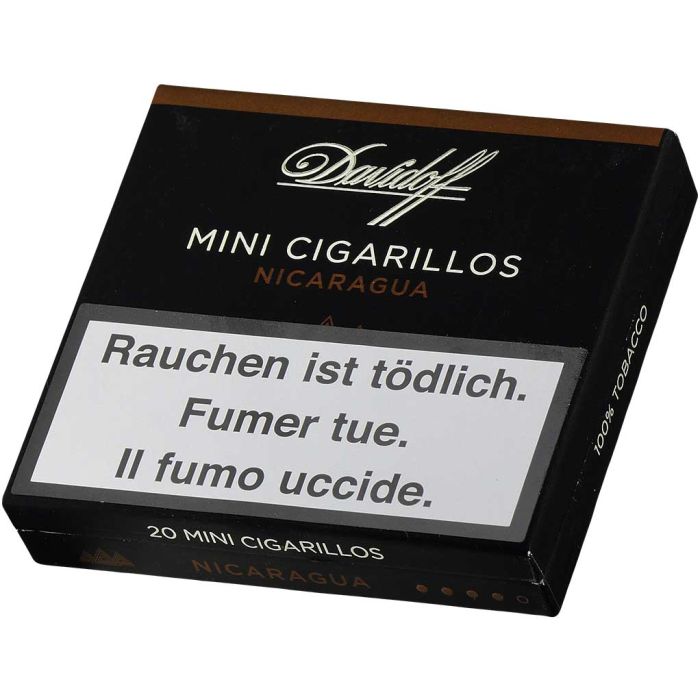 Davidoff
MINI CIGARILLOS
NICARAGUA
Rauchen ist tödlich.
Fumer tue.
Il fumo uccide.
20 MINI CIGARILLOS
NICARAGUA
100% TOBACCO